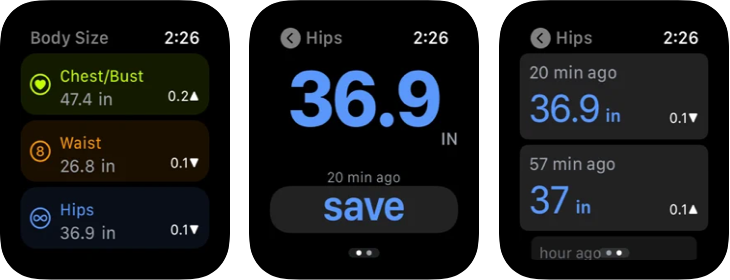 Body Size 2:26
Chest/Bust
47.4 in 0.2▲
8 Waist
26.8 in 0.1▼
Hips
36.9 in 0.1▼
Hips 2:26
36.9
IN
20 min ago
save
Hips 2:26
20 min ago
36.9 in 0.1▼
57 min ago
37 in 0.1▲
hour ago